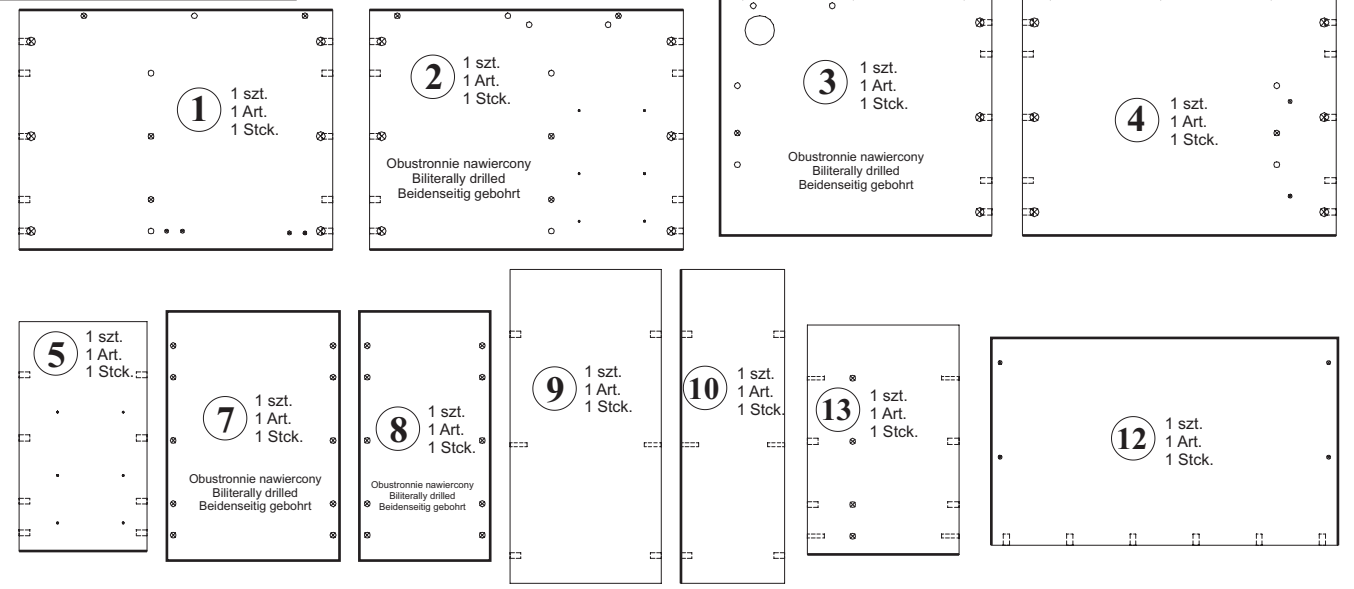 1
1 szt.
1 Art.
1 Stck.
2
1 szt.
1 Art.
1 Stck.
Obustronnie nawiercony
Biliterally drilled
Beidenseitig gebohrt
3
1 szt.
1 Art.
1 Stck.
Obustronnie nawiercony
Biliterally drilled
Beidenseitig gebohrt
4
1 szt.
1 Art.
1 Stck.
5
1 szt.
1 Art.
1 Stck.
7
1 szt.
1 Art.
1 Stck.
Obustronnie nawiercony
Biliterally drilled
Beidenseitig gebohrt
8
1 szt.
1 Art.
1 Stck.
Obustronnie nawiercony
Biliterally drilled
Beidenseitig gebohrt
9
1 szt.
1 Art.
1 Stck.
10
1 szt.
1 Art.
1 Stck.
13
1 szt.
1 Art.
1 Stck.
12
1 szt.
1 Art.
1 Stck.